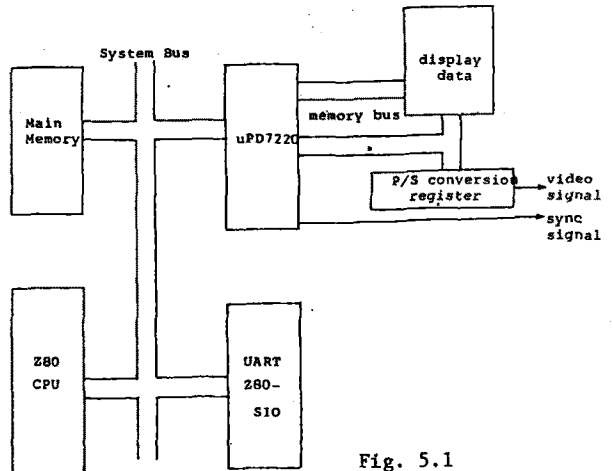 System Bus
Main
Memory
uPD7220
display
data
memory bus
P/S conversion
register
video
signal
sync
signal
Z80
CPU
UART
Z80-
SIO
Fig. 5.1